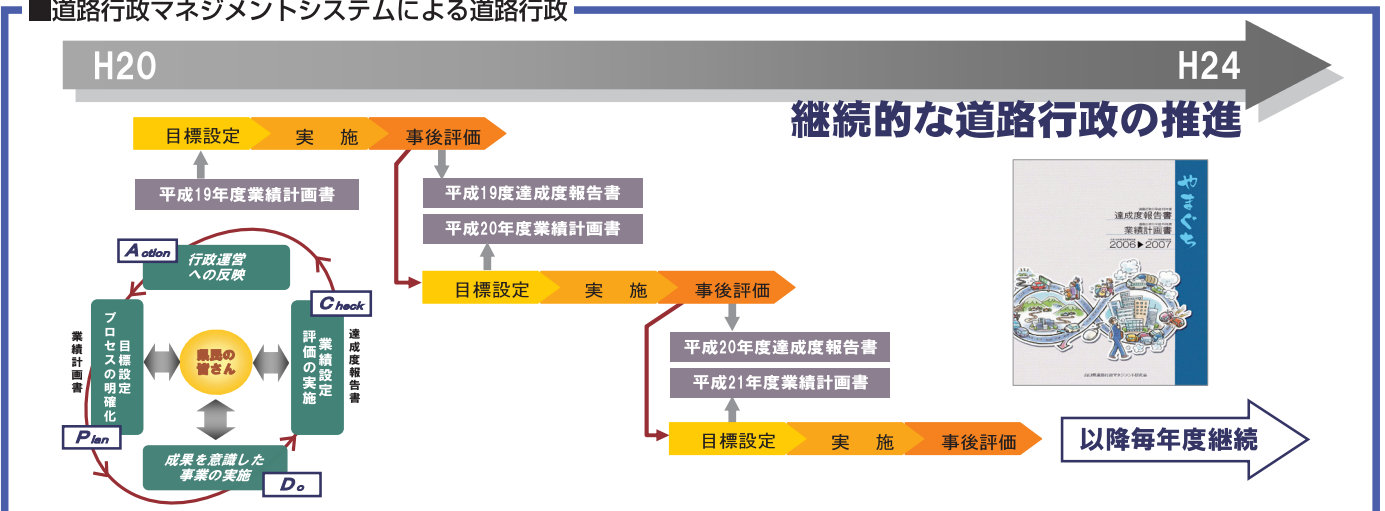 ■道路行政マネジメントシステムによる道路行政
H20
H24
継続的な道路行政の推進
目標設定
実 施
事後評価
平成19年度業績計画書
平成19度達成度報告書
平成20年度業績計画書
目標設定
実 施
事後評価
平成20年度達成度報告書
平成21年度業績計画書
目標設定
実 施
事後評価
以降毎年度継続
Action
行政運営
への反映
Check
業績設定
評価の実施
達成度報告書
県民の
皆さん
目標設定
プロセスの明確化
業績計画書
Plan
成果を意識した
事業の実施
Do
やまぐち
達成度報告書
業績計画書
2006▶2007